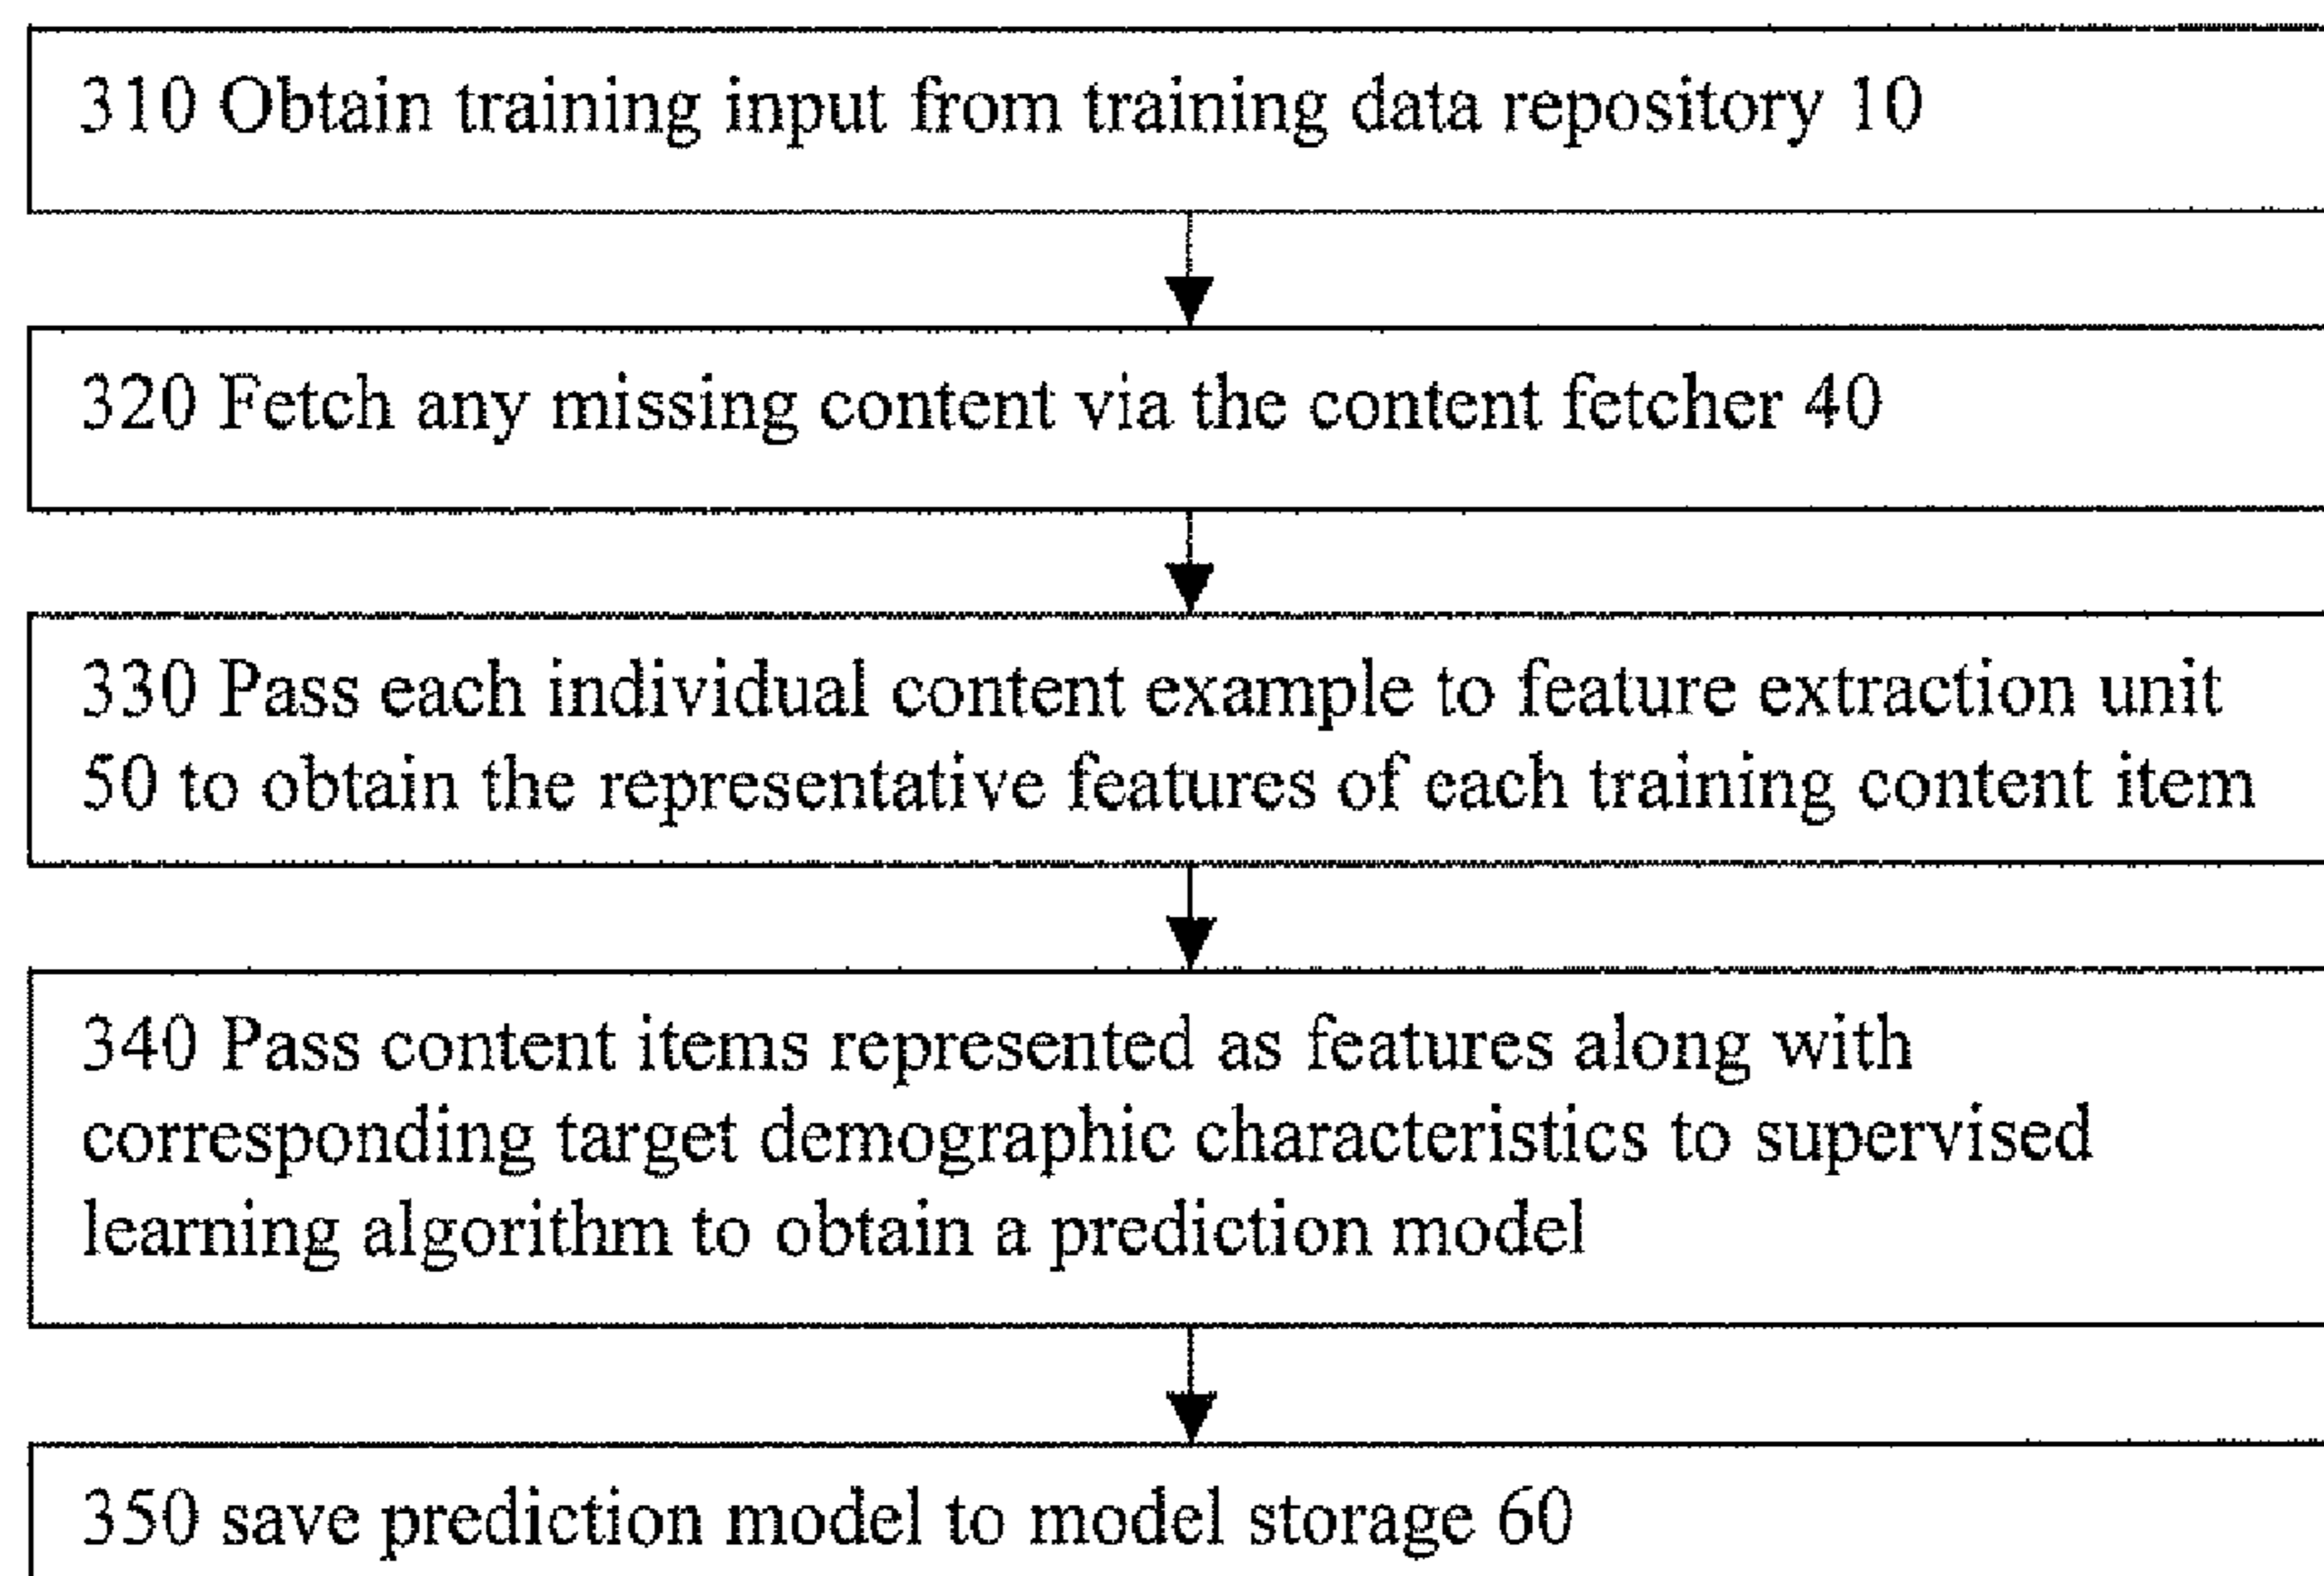 310 Obtain training input from training data repository 10
320 Fetch any missing content via the content fetcher 40
330 Pass each individual content example to feature extraction unit
50 to obtain the representative features of each training content item
340 Pass content items represented as features along with
corresponding target demographic characteristics to supervised
learning algorithm to obtain a prediction model
350 save prediction model to model storage 60